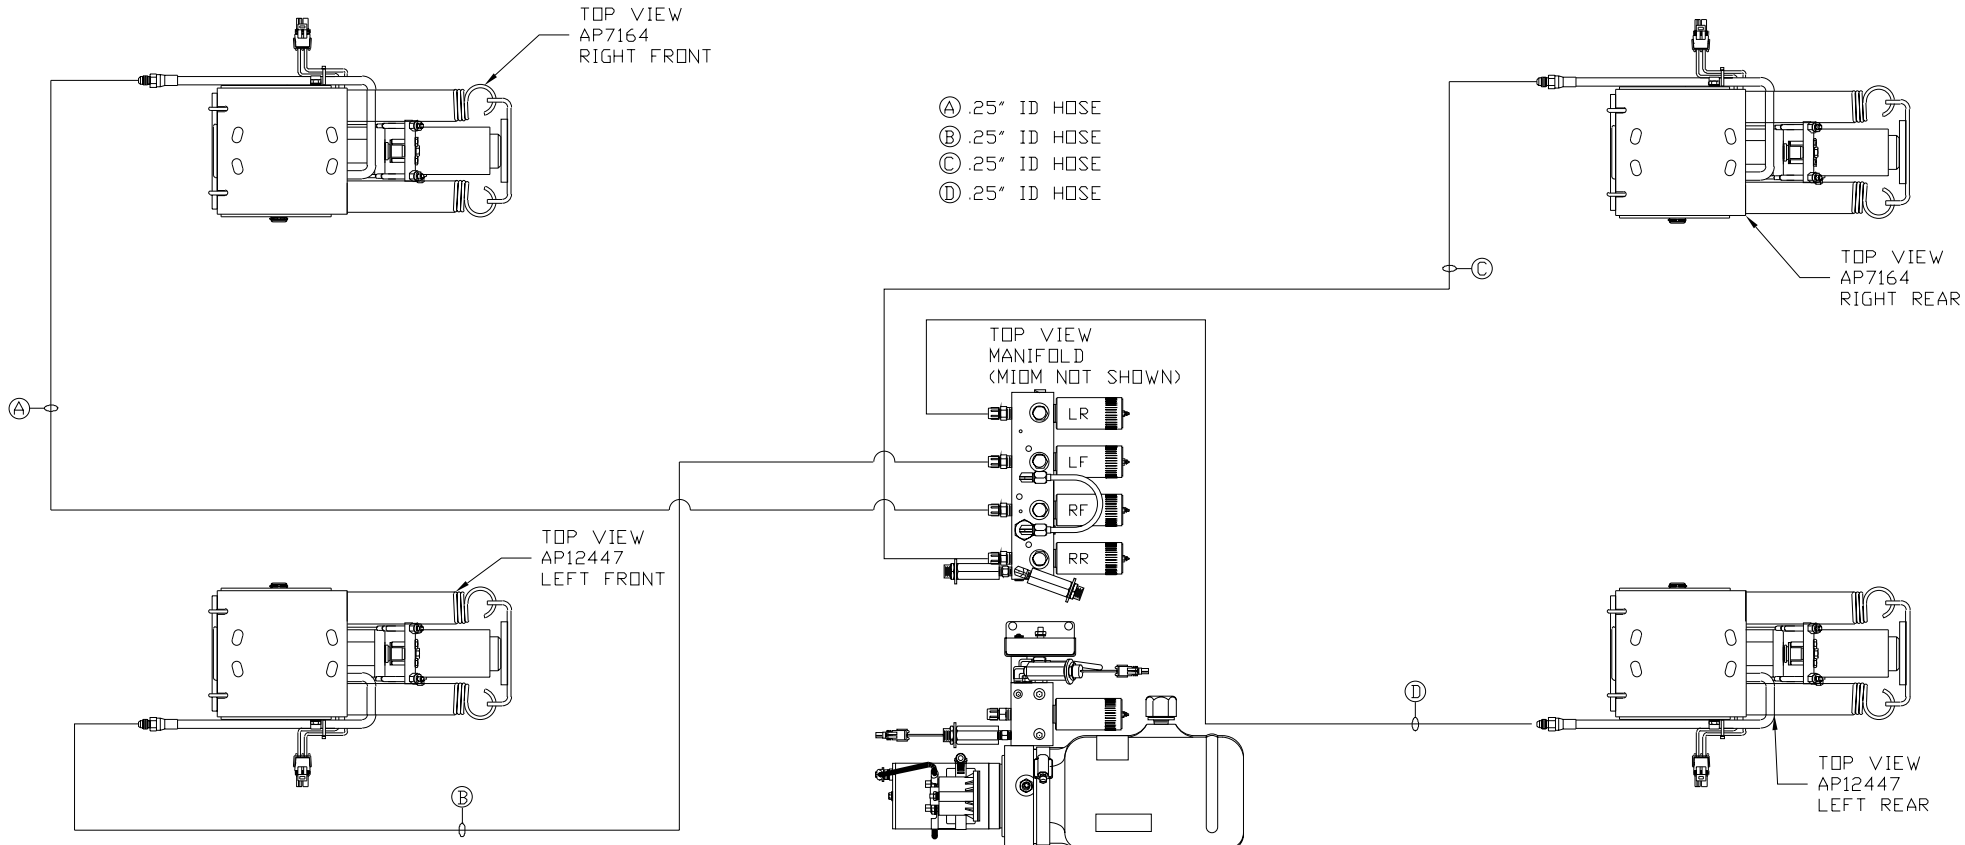 TOP VIEW
AP7164
RIGHT FRONT
A .25" ID HOSE
B .25" ID HOSE
C .25" ID HOSE
D .25" ID HOSE
C
TOP VIEW
AP7164
RIGHT REAR
TOP VIEW
MANIFOLD
(MIOM NOT SHOWN)
A
LR
LF
RF
RR
TOP VIEW
AP12447
LEFT FRONT
D
B
TOP VIEW
AP12447
LEFT REAR